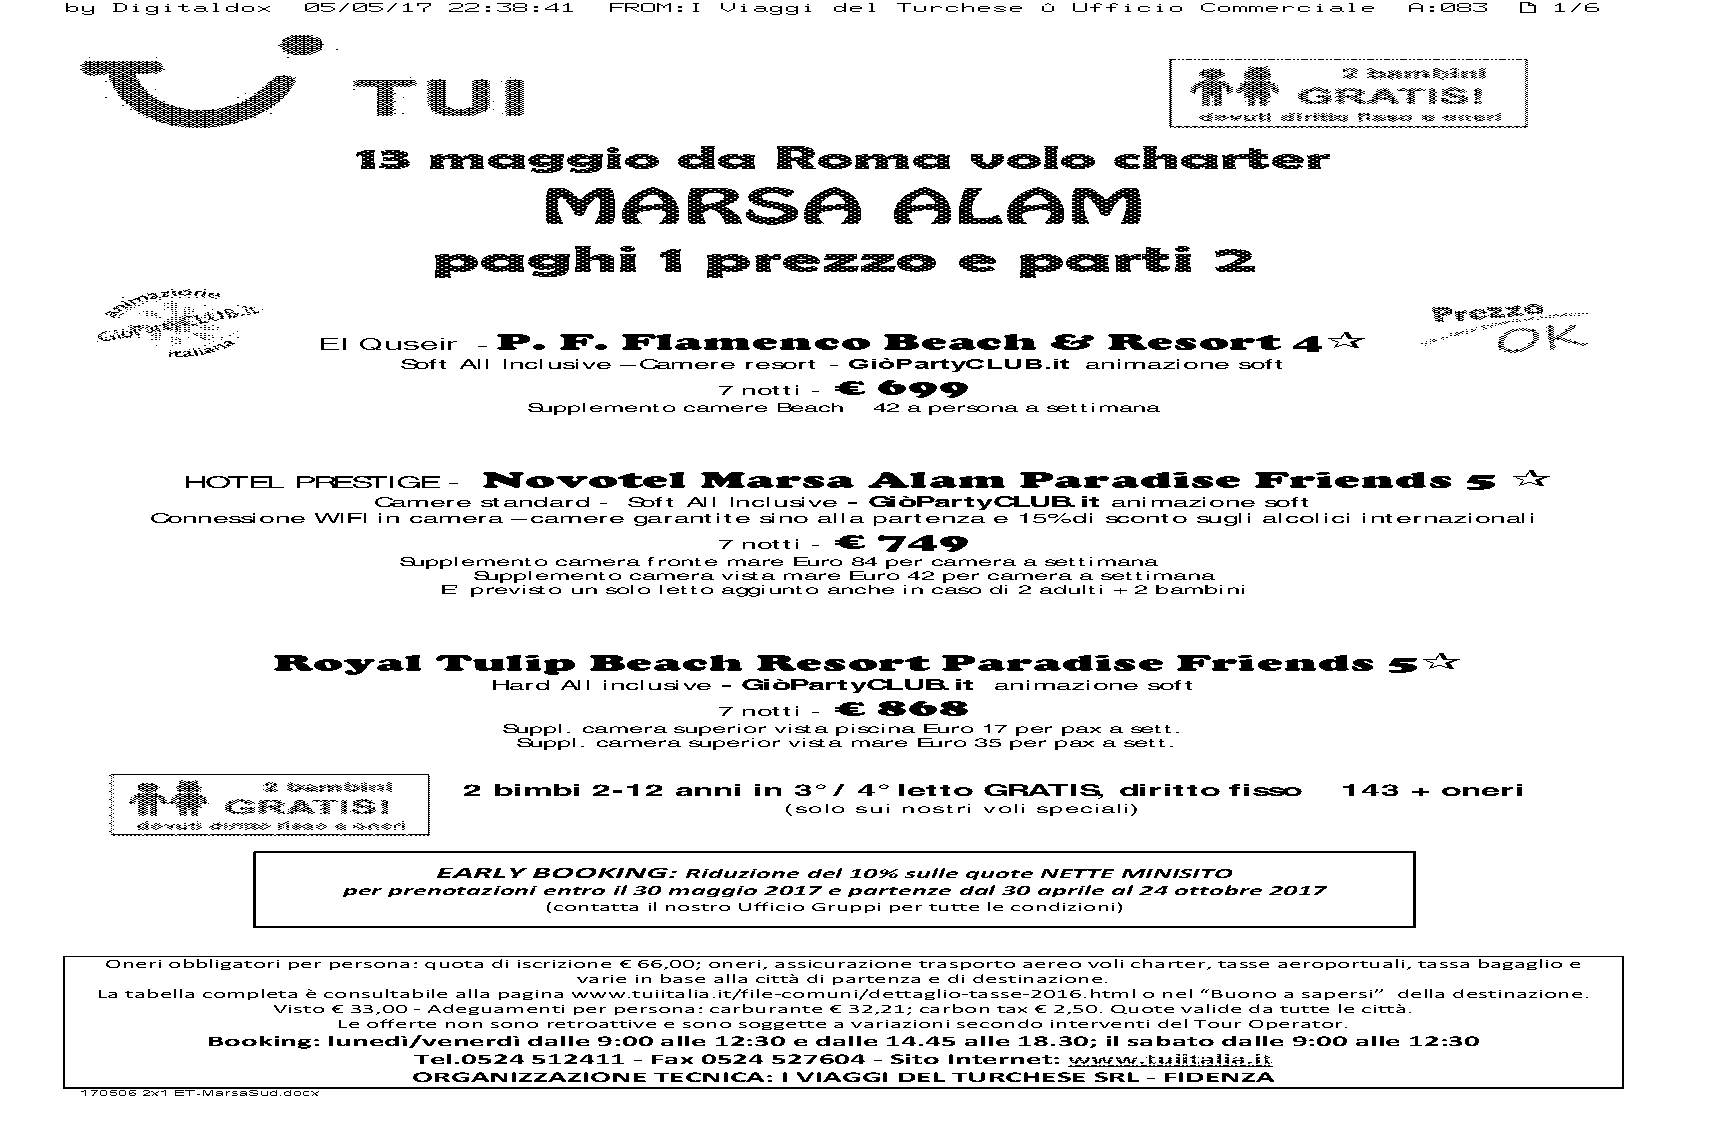 by Digitaldox 05/05/17 22:38:41 FROM:I Viaggi del Turchese û Ufficio Commerciale A:083 1/6
TUI
2 bambini
GRATIS!
dovuti diritto fisso e oneri
13 maggio da Roma volo charter
MARSA ALAM
paghi 1 prezzo e parti 2
animazione
GiòPartyCLUB.it
italiana
Prezzo
OK
El Quseir - P. F. Flamenco Beach & Resort 4☆
Soft All Inclusive –Camere resort - GiòPartyCLUB.it animazione soft
7 notti - € 699
Supplemento camere Beach 42 a persona a settimana
HOTEL PRESTIGE - Novotel Marsa Alam Paradise Friends 5 ☆
Camere standard - Soft All Inclusive - GiòPartyCLUB.it animazione soft
Connessione WIFI in camera –camere garantite sino alla partenza e 15%di sconto sugli alcolici internazionali
7 notti - € 749
Supplemento camera fronte mare Euro 84 per camera a settimana
Supplemento camera vista mare Euro 42 per camera a settimana
E' previsto un solo letto aggiunto anche in caso di 2 adulti + 2 bambini
Royal Tulip Beach Resort Paradise Friends 5☆
Hard All inclusive - GiòPartyCLUB.it animazione soft
7 notti - € 868
Suppl. camera superior vista piscina Euro 17 per pax a sett.
Suppl. camera superior vista mare Euro 35 per pax a sett.
2 bambini
GRATIS!
dovuti diritto fisso e oneri
2 bimbi 2-12 anni in 3°/ 4° letto GRATIS, diritto fisso 143 + oneri
(solo sui nostri voli speciali)
EARLY BOOKING: Riduzione del 10% sulle quote NETTE MINISITO
per prenotazioni entro il 30 maggio 2017 e partenze dal 30 aprile al 24 ottobre 2017
(contatta il nostro Ufficio Gruppi per tutte le condizioni)
Oneri obbligatori per persona: quota di iscrizione € 66,00; oneri, assicurazione trasporto aereo voli charter, tasse aeroportuali, tassa bagaglio e
varie in base alla città di partenza e di destinazione.
La tabella completa è consultabile alla pagina www.tuiitalia.it/file-comuni/dettaglio-tasse-2016.html o nel “Buono a sapersi” della destinazione.
Visto € 33,00 - Adeguamenti per persona: carburante € 32,21; carbon tax € 2,50. Quote valide da tutte le città.
Le offerte non sono retroattive e sono soggette a variazioni secondo interventi del Tour Operator.
Booking: lunedì/venerdì dalle 9:00 alle 12:30 e dalle 14.45 alle 18.30; il sabato dalle 9:00 alle 12:30
Tel.0524 512411 - Fax 0524 527604 - Sito Internet: www.tuiitalia.it
ORGANIZZAZIONE TECNICA: I VIAGGI DEL TURCHESE SRL - FIDENZA
170506 2x1 ET-MarsaSud.docx